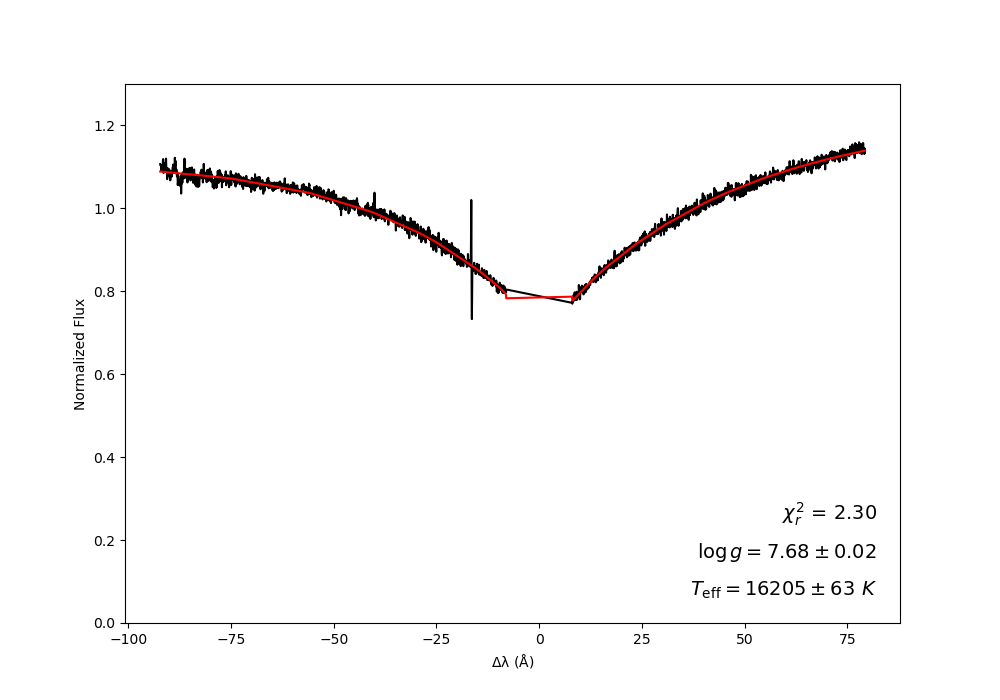 1.2
1.0
0.8
0.6
0.4
0.2
0.0
Normalized Flux
χ²ᵣ = 2.30
log g = 7.68 ± 0.02
T_eff = 16205 ± 63 K
−100 −75 −50 −25 0 25 50 75
Δλ (Å)